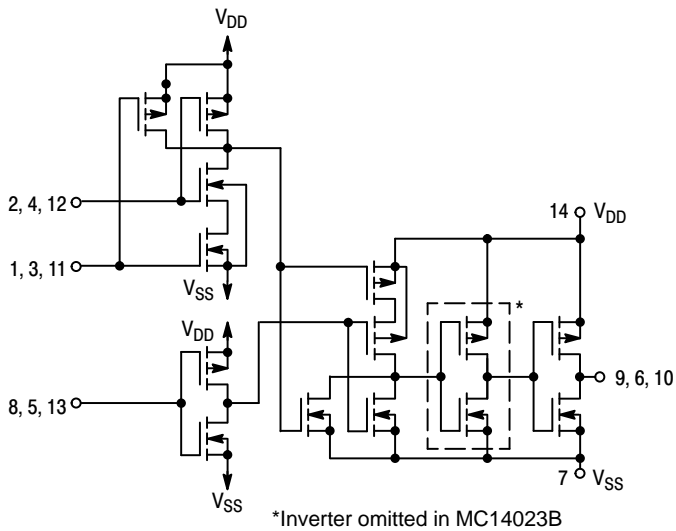 VDD
2, 4, 12
1, 3, 11
VSS
VDD
8, 5, 13
VSS
14 VDD
*
9, 6, 10
7 VSS
*Inverter omitted in MC14023B